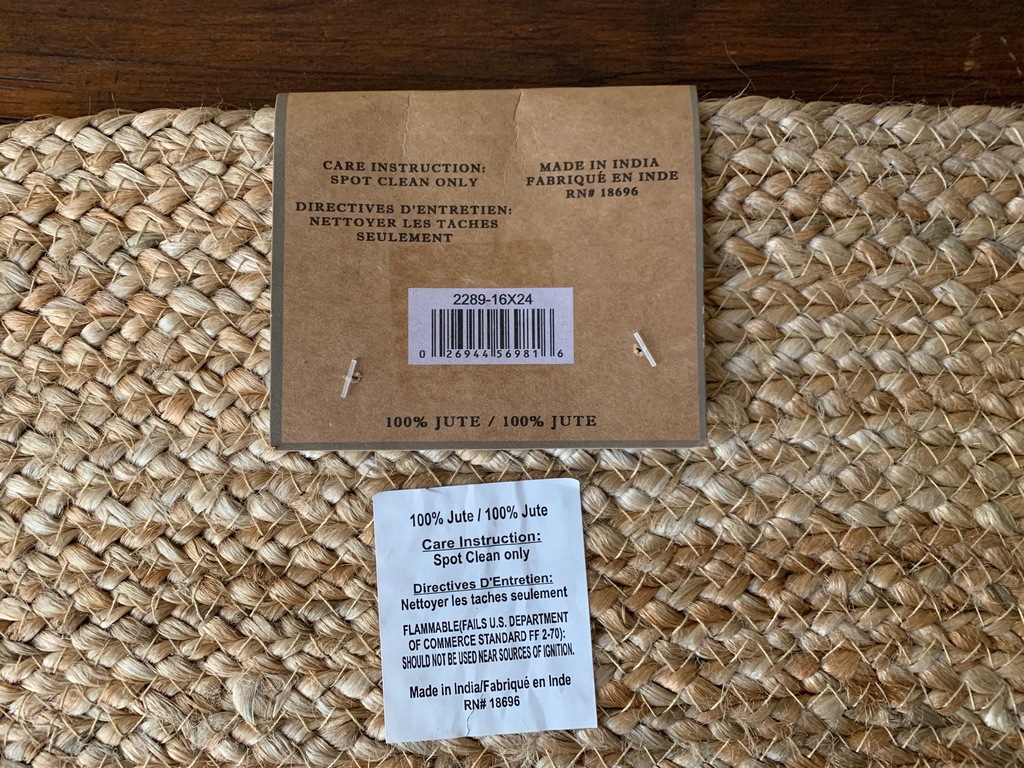 CARE INSTRUCTION:
SPOT CLEAN ONLY
DIRECTIVES D'ENTRETIEN:
NETTOYER LES TACHES
SEULEMENT
MADE IN INDIA
FABRIQUÉ EN INDE
RN# 18696
2289-16X24
0 26944 56981 6
100% JUTE / 100% JUTE
100% Jute / 100% Jute
Care Instruction:
Spot Clean only
Directives D'Entretien:
Nettoyer les taches seulement
FLAMMABLE(FAILS U.S. DEPARTMENT
OF COMMERCE STANDARD FF 2-70):
SHOULD NOT BE USED NEAR SOURCES OF IGNITION.
Made in India/Fabriqué en Inde
RN# 18696